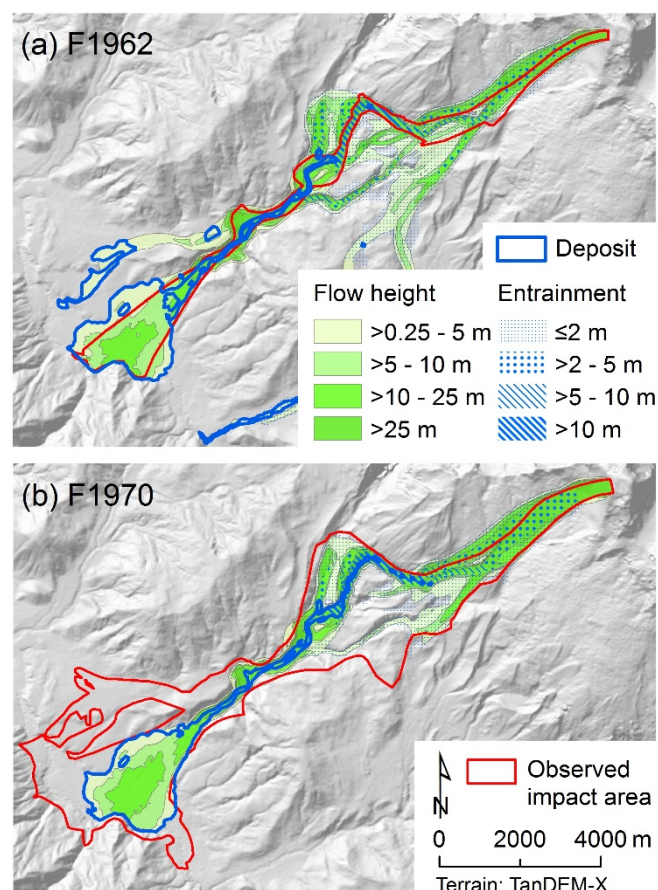 (a) F1962
Deposit
Flow height
Entrainment
>0.25 - 5 m
≤2 m
>5 - 10 m
>2 - 5 m
>10 - 25 m
>5 - 10 m
>25 m
>10 m
(b) F1970
Observed
impact area
N
0 2000 4000 m
Terrain: TanDEM-X